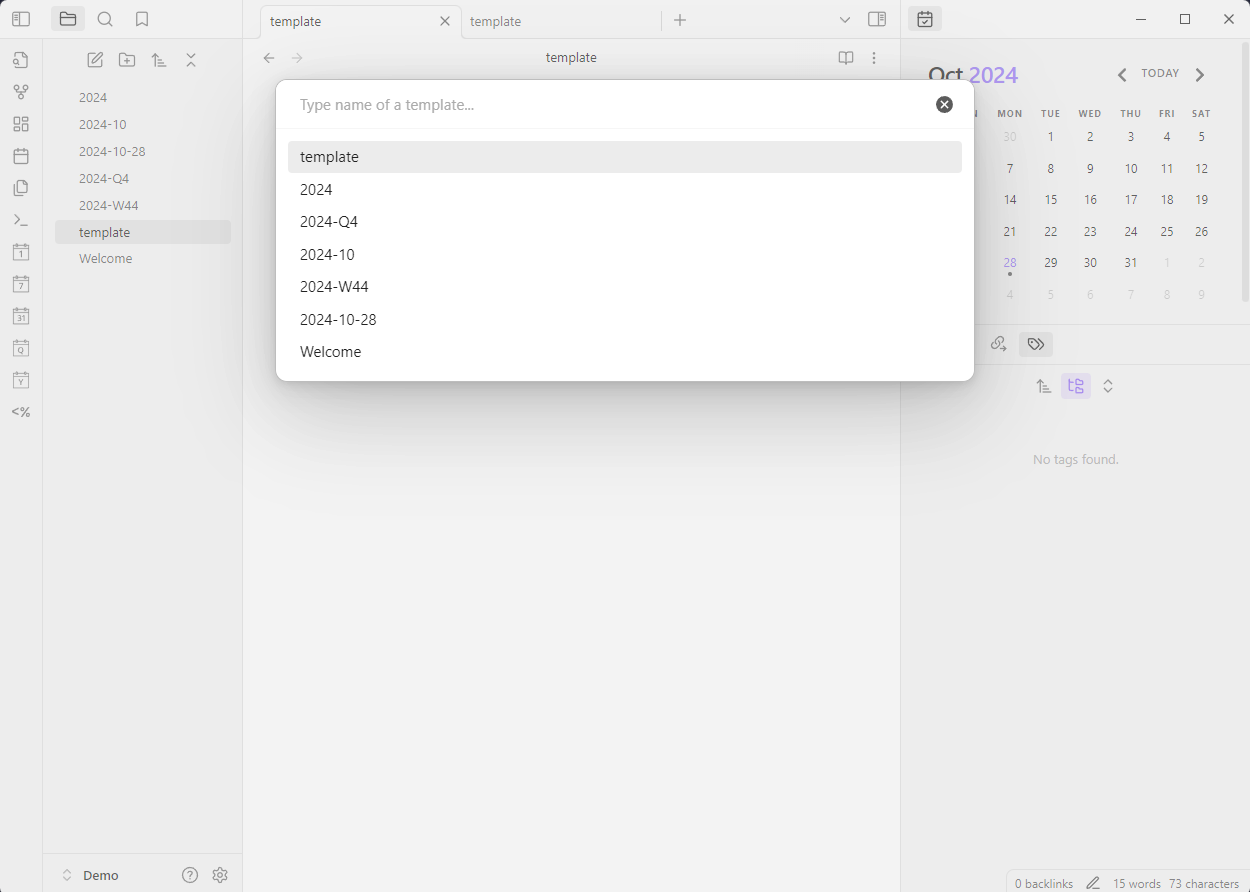 template
template
template
1
7
31
Q
Y
<%
2024
2024-10
2024-10-28
2024-Q4
2024-W44
template
Welcome
Type name of a template...
template
2024
2024-Q4
2024-10
2024-W44
2024-10-28
Welcome
Oct 2024
TODAY
MON TUE WED THU FRI SAT
30 1 2 3 4 5
7 8 9 10 11 12
14 15 16 17 18 19
21 22 23 24 25 26
28 29 30 31 1 2
4 5 6 7 8 9
No tags found.
Demo
0 backlinks 15 words 73 characters